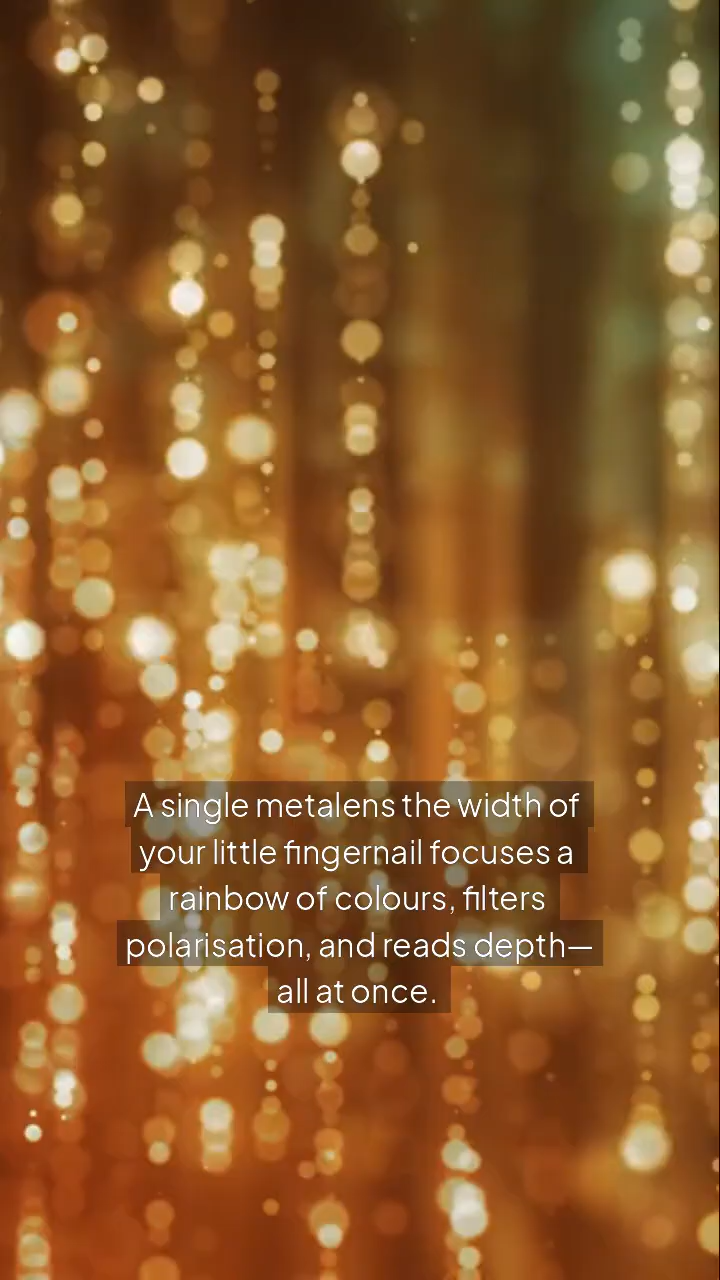 A single metalens the width of
your little fingernail focuses a
rainbow of colours, filters
polarisation, and reads depth—
all at once.